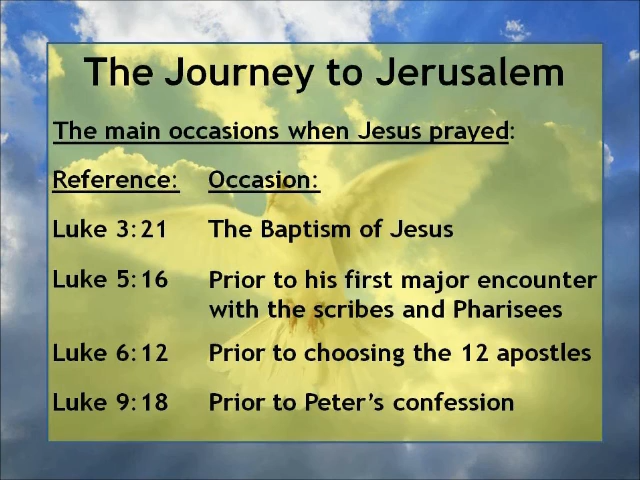 The Journey to Jerusalem
The main occasions when Jesus prayed:
Reference: Occasion:
Luke 3:21 The Baptism of Jesus
Luke 5:16 Prior to his first major encounter
with the scribes and Pharisees
Luke 6:12 Prior to choosing the 12 apostles
Luke 9:18 Prior to Peter's confession